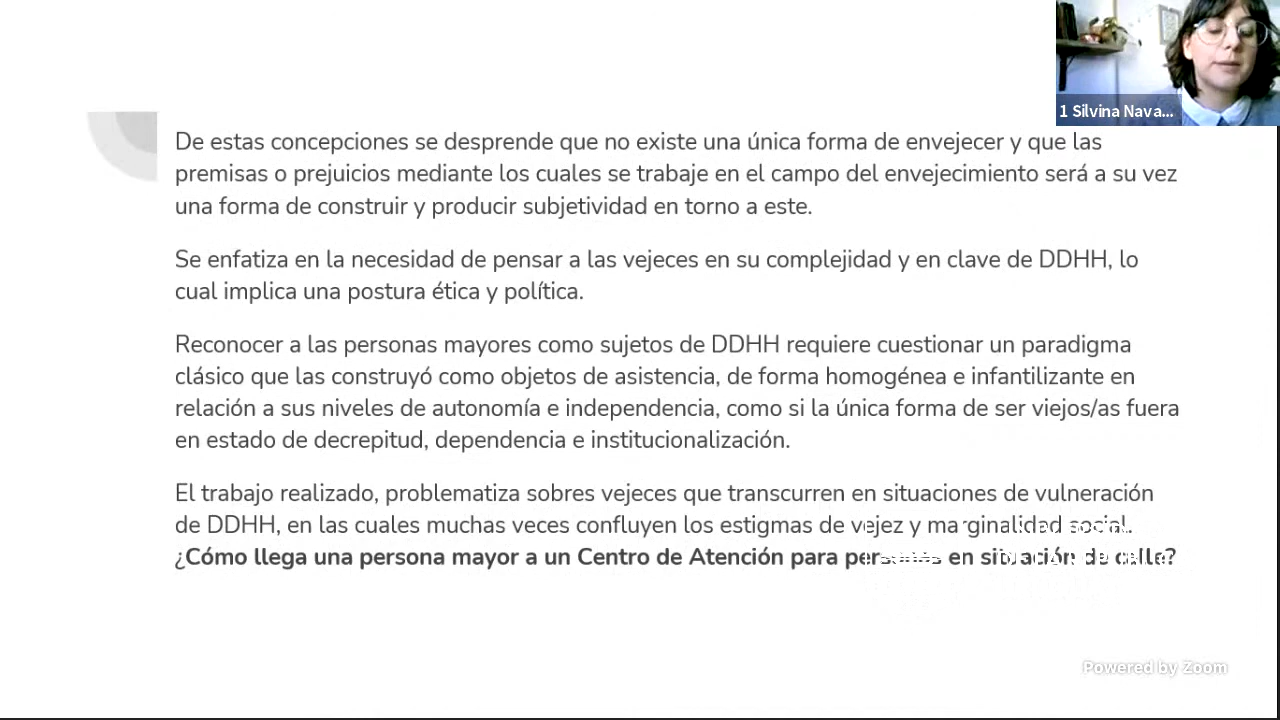 1 Silvina Nava...
De estas concepciones se desprende que no existe una única forma de envejecer y que las
premisas o prejuicios mediante los cuales se trabaje en el campo del envejecimiento será a su vez
una forma de construir y producir subjetividad en torno a este.
Se enfatiza en la necesidad de pensar a las vejeces en su complejidad y en clave de DDHH, lo
cual implica una postura ética y política.
Reconocer a las personas mayores como sujetos de DDHH requiere cuestionar un paradigma
clásico que las construyó como objetos de asistencia, de forma homogénea e infantilizante en
relación a sus niveles de autonomía e independencia, como si la única forma de ser viejos/as fuera
en estado de decrepitud, dependencia e institucionalización.
El trabajo realizado, problematiza sobres vejeces que transcurren en situaciones de vulneración
de DDHH, en las cuales muchas veces confluyen los estigmas de vejez y marginalidad social.
¿Cómo llega una persona mayor a un Centro de Atención para personas en situación de calle?
Powered by Zoom